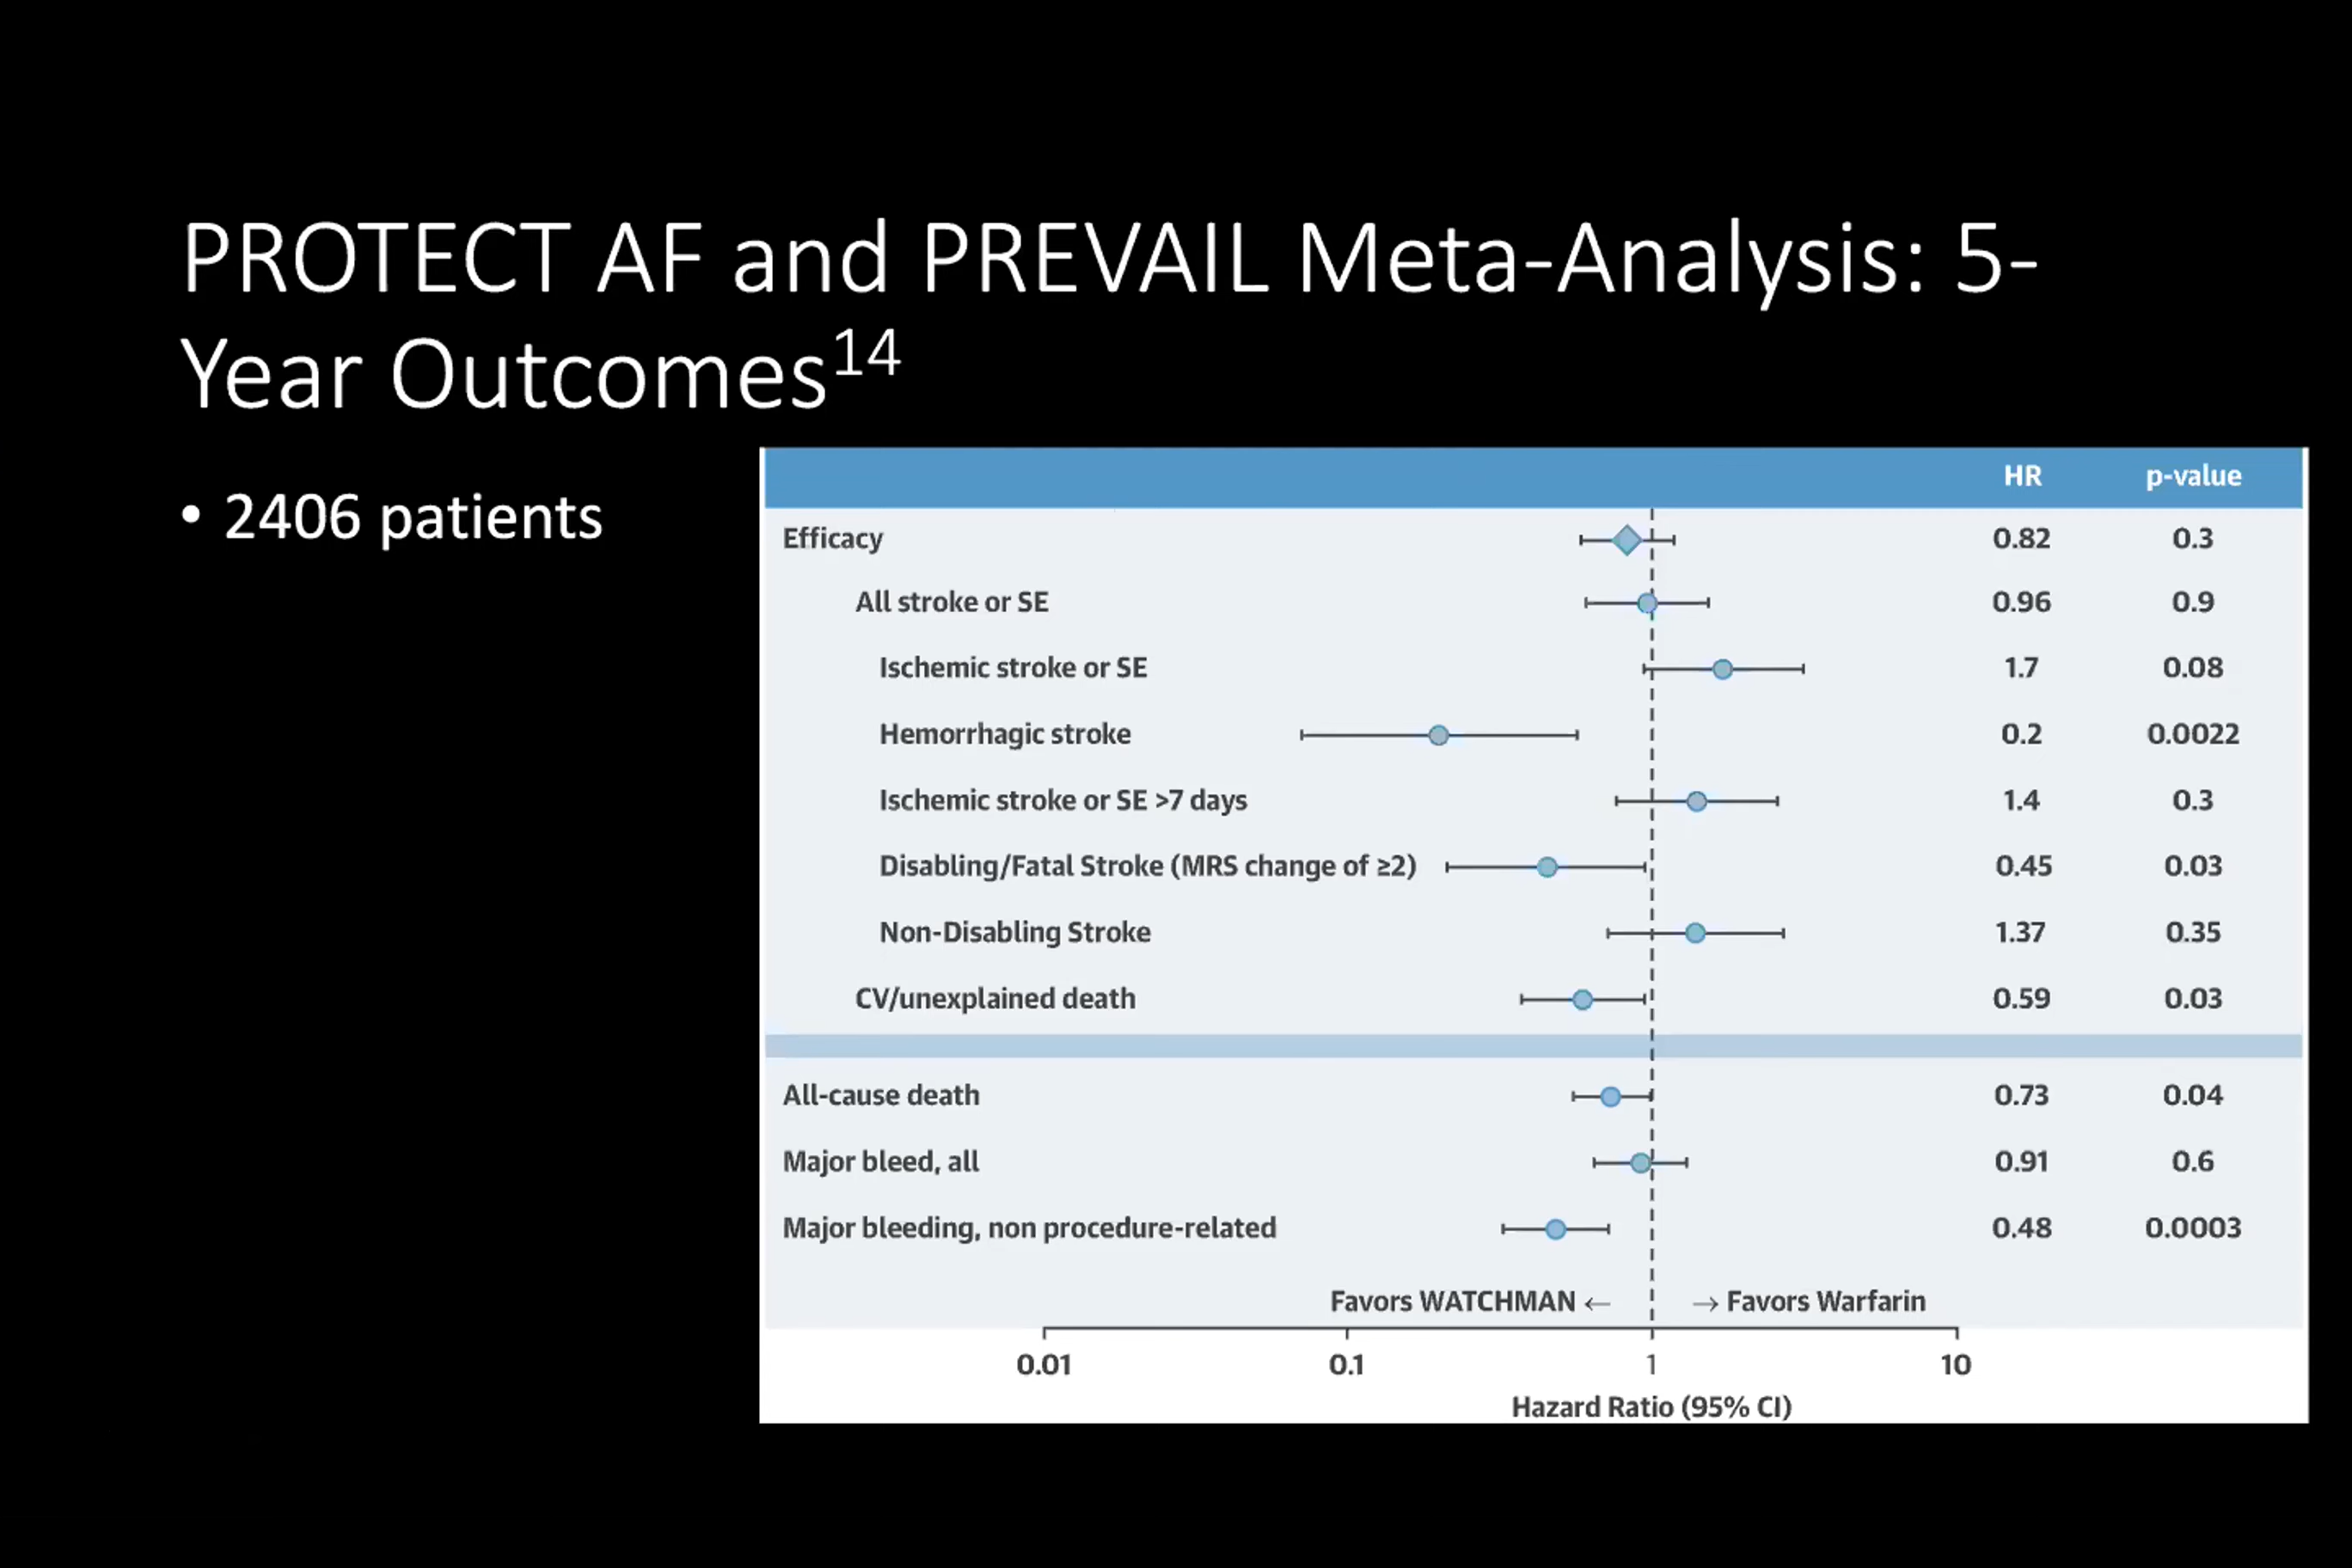 PROTECT AF and PREVAIL Meta-Analysis: 5-
Year Outcomes14
• 2406 patients
HR p-value
Efficacy 0.82 0.3
All stroke or SE 0.96 0.9
Ischemic stroke or SE 1.7 0.08
Hemorrhagic stroke 0.2 0.0022
Ischemic stroke or SE >7 days 1.4 0.3
Disabling/Fatal Stroke (MRS change of ≥2) 0.45 0.03
Non-Disabling Stroke 1.37 0.35
CV/unexplained death 0.59 0.03
All-cause death 0.73 0.04
Major bleed, all 0.91 0.6
Major bleeding, non procedure-related 0.48 0.0003
Favors WATCHMAN ← → Favors Warfarin
0.01 0.1 1 10
Hazard Ratio (95% CI)